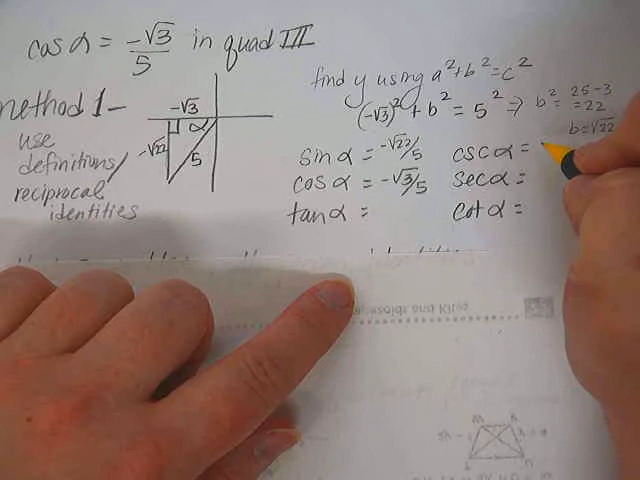 cos α = -√3/5 in quad III
method 1-
use
definitions/
reciprocal
identities
-√3
α
-√22
5
find y using a² + b² = c²
(-√3)² + b² = 5² ⇒ b² = 25 - 3
= 22
b = √22
sin α = -√22/5 csc α =
cos α = -√3/5 sec α =
tan α = cot α =
and Kites